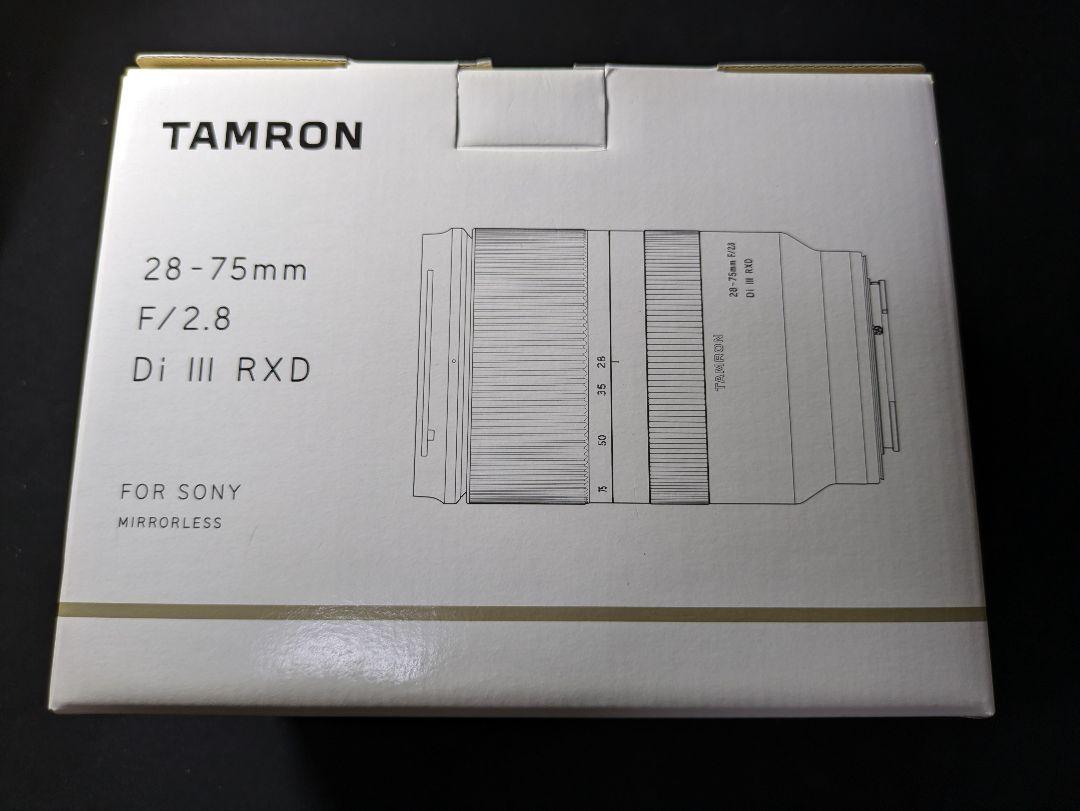 TAMRON
28-75mm
F/2.8
Di III RXD
FOR SONY
MIRRORLESS
28
35
50
75
TAMRON
28-75mm F/2.8
Di III RXD